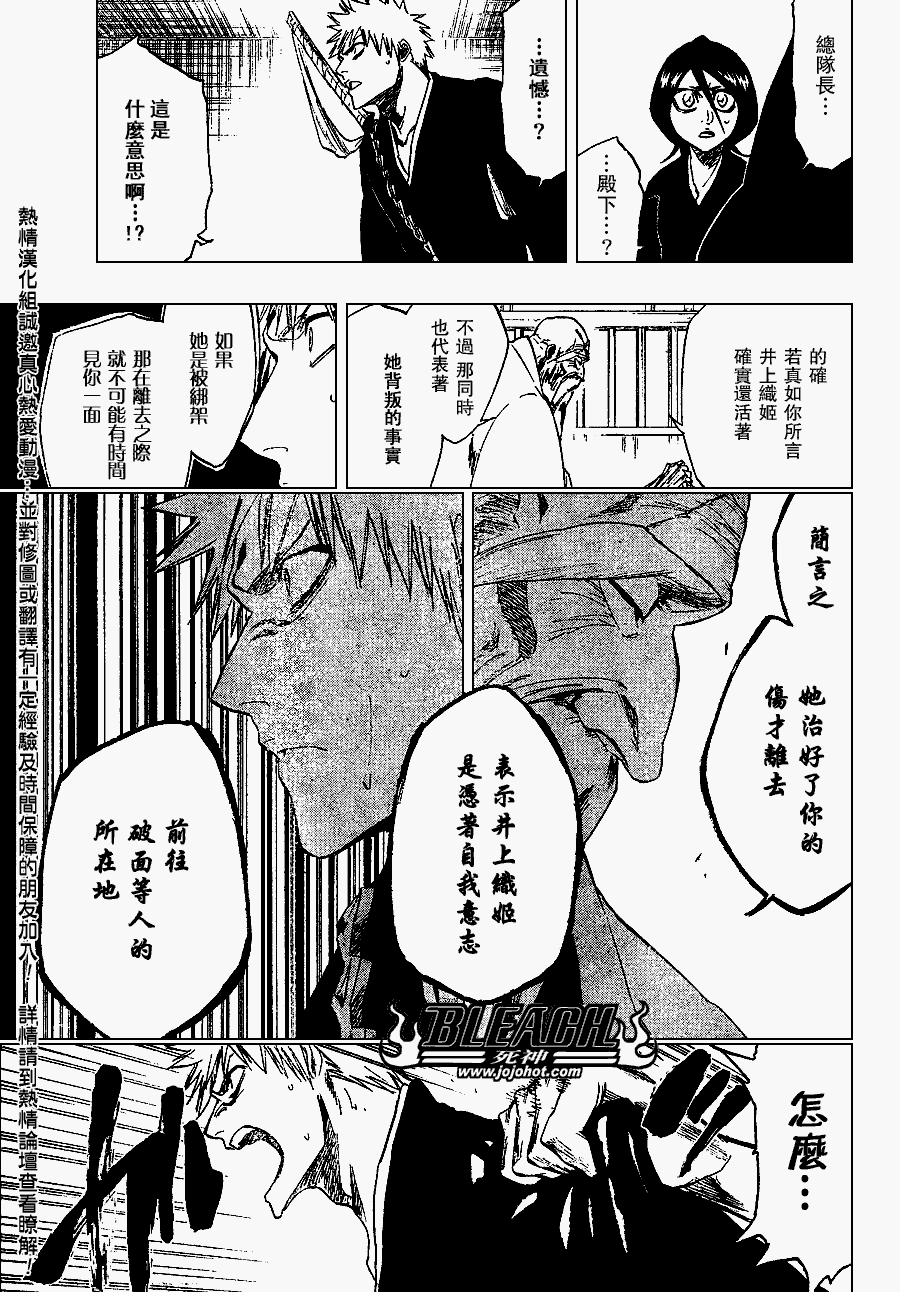 總隊長…
…殿下…?
…遺憾…?
這是
什麼意思啊…!?
的確
若真如你所言
井上織姬
確實還活著
不過 那同時
也代表著
她背叛的事實
如果
她是被綁架
那在離去之際
就不可能有時間
見你一面
簡言之
她治好了你的
傷才離去
表示井上織姬
是憑著自我意志
前往
破面等人的
所在地
怎麼…
BLEACH
死神
www.jojohot.com
熱情漢化組誠邀真心熱愛動漫…並對修圖或翻譯有一定經驗及時間保障的朋友加入! 詳情請到熱情論壇查看瞭解!